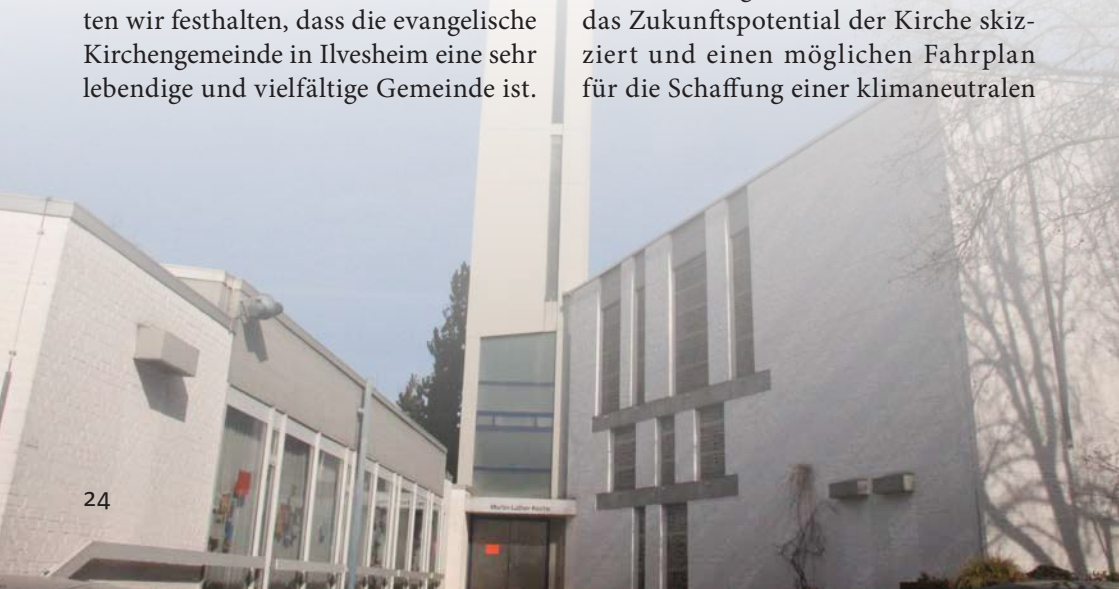 ten wir festhalten, dass die evangelische
Kirchengemeinde in Ilvesheim eine sehr
lebendige und vielfältige Gemeinde ist.
das Zukunftspotential der Kirche skiz-
ziert und einen möglichen Fahrplan
für die Schaffung einer klimaneutralen
Martin-Luther-Kirche
24